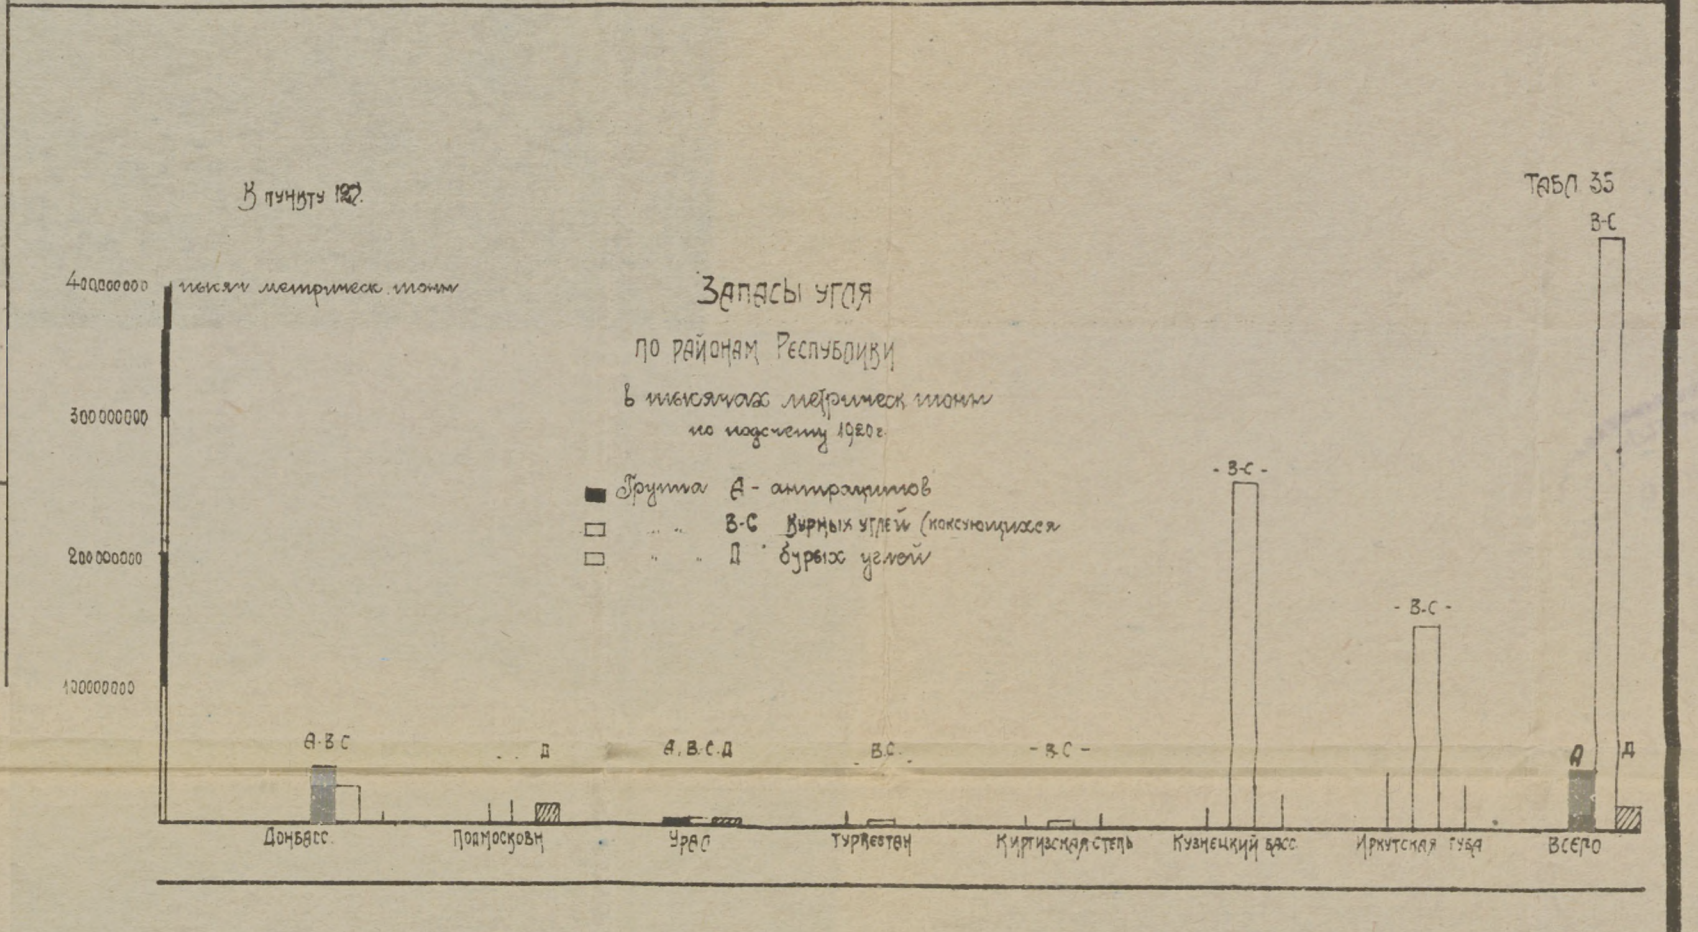 К пункту 127.
ТАБЛ 35
В-С
400000000 тысяч метрическ. тонн
Запасы угля
по районам Республики
в тысячах метрическ тонн
по подсчету 1920 г.
300000000
Группа А - антрацитов
" " В-С Курных углей (коксующихся
" " Д бурых углей
200000000
- В-С -
- В-С -
100000000
А-В С
Д
А.В.С.Д
В С.
- В С -
А
Д
Донбасс.
Подмосковн
Урал
Туркестан
Киргизская степь
Кузнецкий басс.
Иркутская губ
Всего